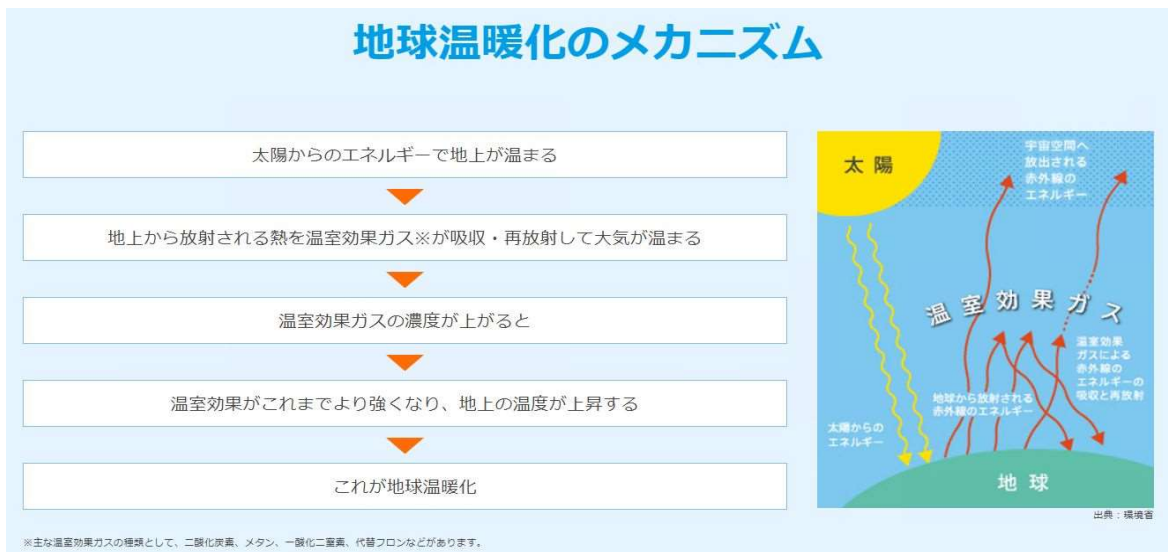 地球温暖化のメカニズム
太陽からのエネルギーで地上が温まる
地上から放射される熱を温室効果ガス※が吸収・再放射して大気が温まる
温室効果ガスの濃度が上がると
温室効果がこれまでより強くなり、地上の温度が上昇する
これが地球温暖化
※主な温室効果ガスの種類として、二酸化炭素、メタン、一酸化二窒素、代替フロンなどがあります。
太陽
宇宙空間へ
放出される
赤外線の
エネルギー
温室効果ガス
温室効果
ガスによる
赤外線の
エネルギーの
吸収と再放射
地球から放射される
赤外線のエネルギー
太陽からの
エネルギー
地球
出典：環境省